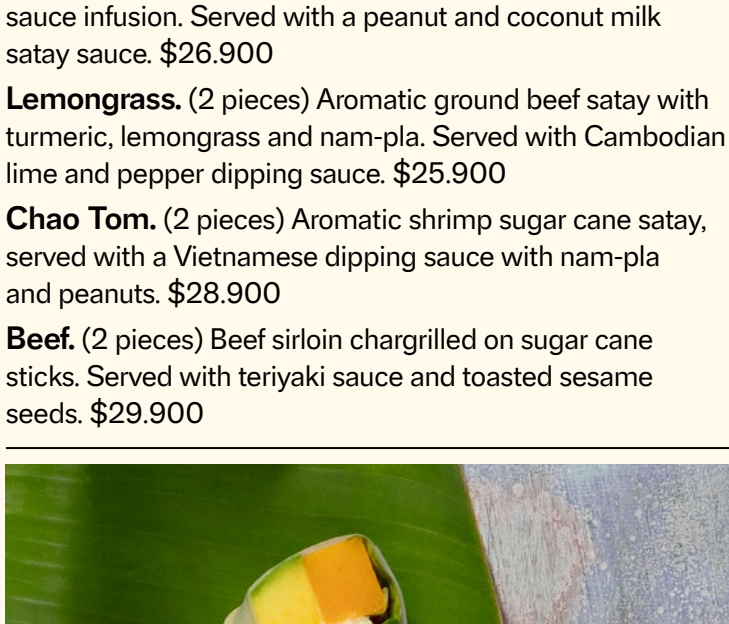 sauce infusion. Served with a peanut and coconut milk
satay sauce. $26.900
Lemongrass. (2 pieces) Aromatic ground beef satay with
turmeric, lemongrass and nam-pla. Served with Cambodian
lime and pepper dipping sauce. $25.900
Chao Tom. (2 pieces) Aromatic shrimp sugar cane satay,
served with a Vietnamese dipping sauce with nam-pla
and peanuts. $28.900
Beef. (2 pieces) Beef sirloin chargrilled on sugar cane
sticks. Served with teriyaki sauce and toasted sesame
seeds. $29.900